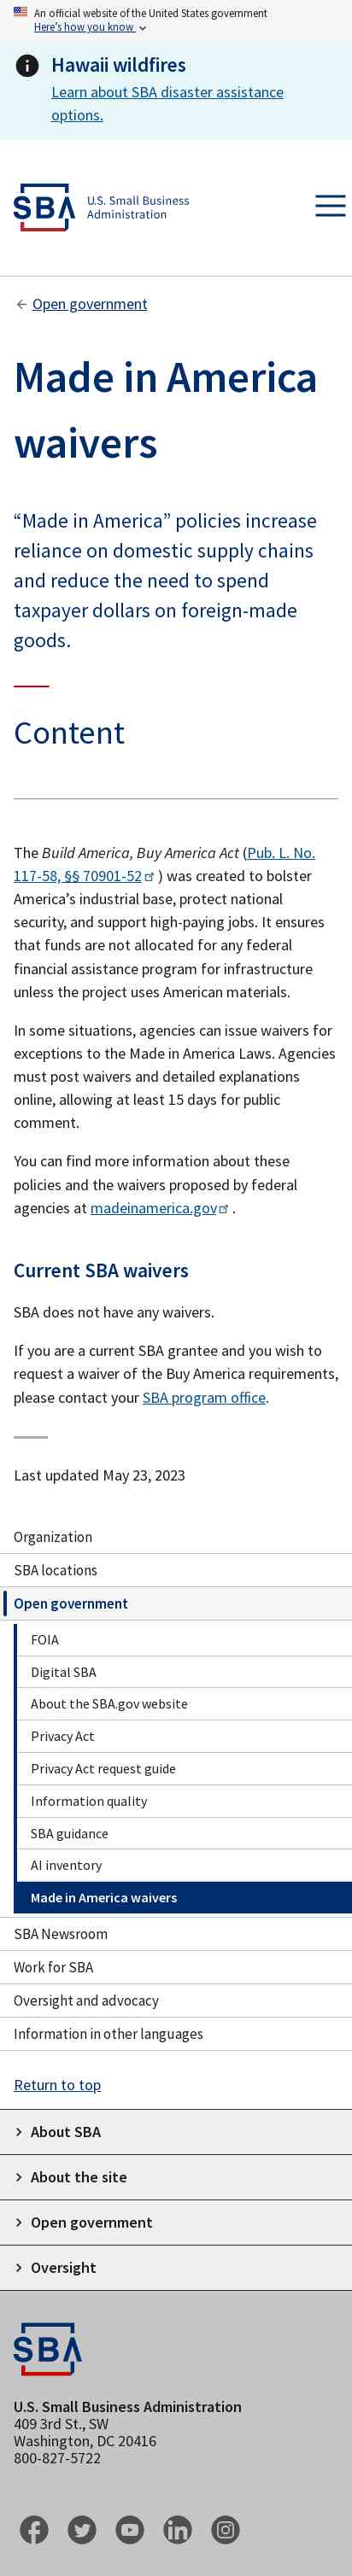 An official website of the United States government
Here’s how you know
Hawaii wildfires
Learn about SBA disaster assistance
options.
SBA
U.S. Small Business
Administration
Open government
Made in America
waivers
“Made in America” policies increase
reliance on domestic supply chains
and reduce the need to spend
taxpayer dollars on foreign-made
goods.
Content
The Build America, Buy America Act (Pub. L. No.
117-58, §§ 70901-52 ) was created to bolster
America’s industrial base, protect national
security, and support high-paying jobs. It ensures
that funds are not allocated for any federal
financial assistance program for infrastructure
unless the project uses American materials.
In some situations, agencies can issue waivers for
exceptions to the Made in America Laws. Agencies
must post waivers and detailed explanations
online, allowing at least 15 days for public
comment.
You can find more information about these
policies and the waivers proposed by federal
agencies at madeinamerica.gov .
Current SBA waivers
SBA does not have any waivers.
If you are a current SBA grantee and you wish to
request a waiver of the Buy America requirements,
please contact your SBA program office.
Last updated May 23, 2023
Organization
SBA locations
Open government
FOIA
Digital SBA
About the SBA.gov website
Privacy Act
Privacy Act request guide
Information quality
SBA guidance
AI inventory
Made in America waivers
SBA Newsroom
Work for SBA
Oversight and advocacy
Information in other languages
Return to top
About SBA
About the site
Open government
Oversight
SBA
U.S. Small Business Administration
409 3rd St., SW
Washington, DC 20416
800-827-5722